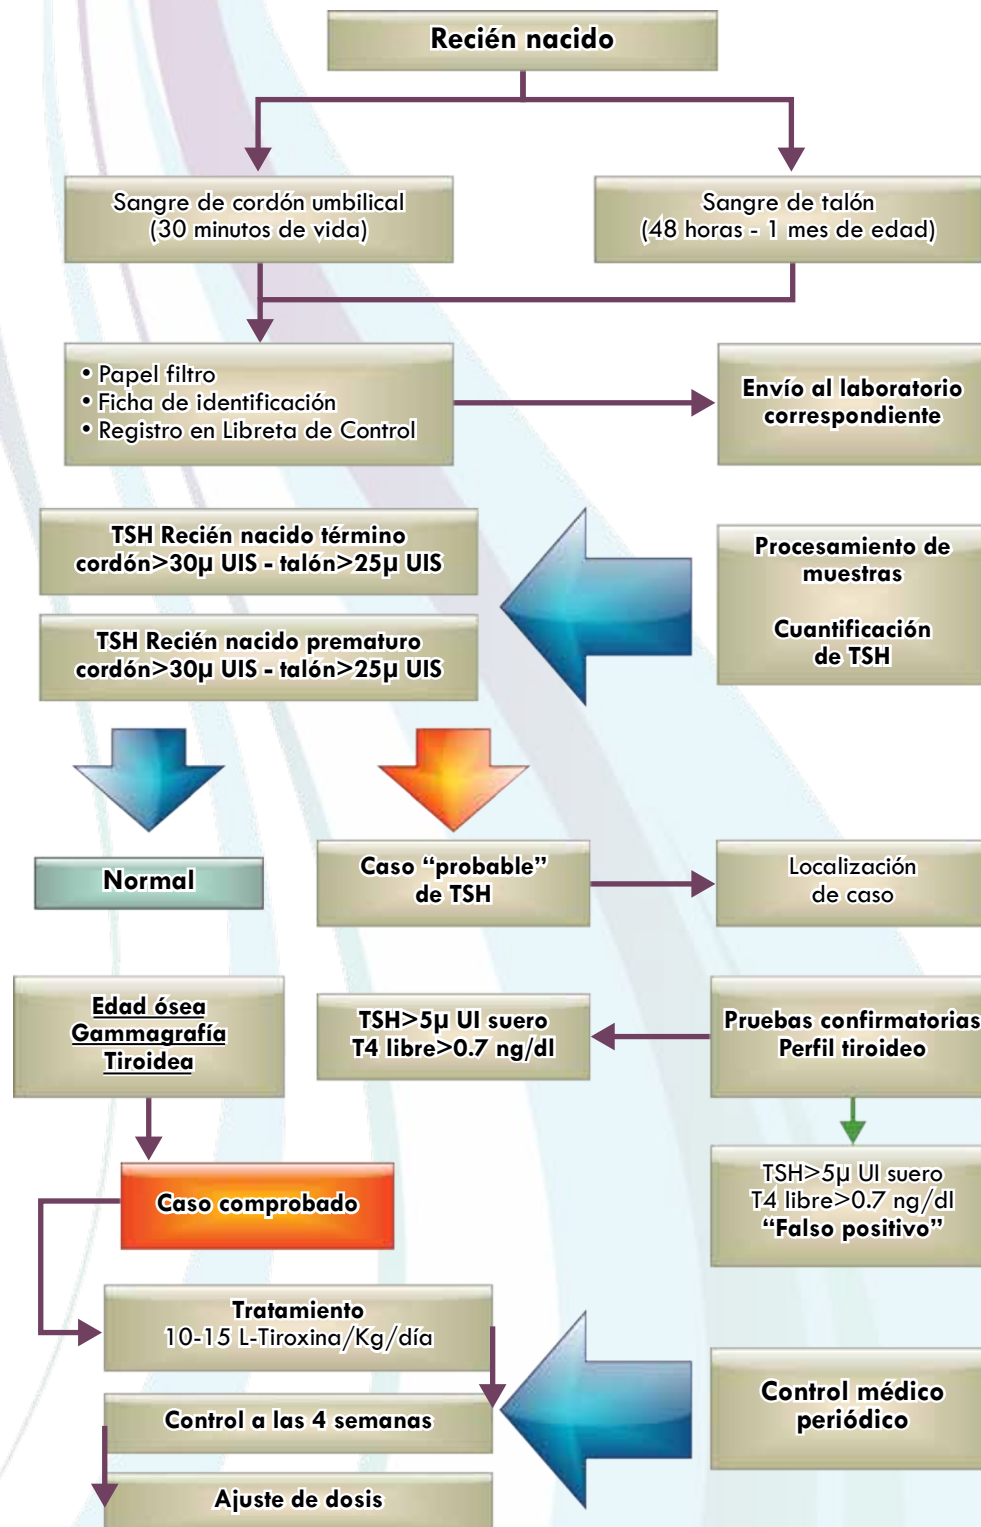 Recién nacido
Sangre de cordón umbilical
(30 minutos de vida)
Sangre de talón
(48 horas - 1 mes de edad)
• Papel filtro
• Ficha de identificación
• Registro en Libreta de Control
Envío al laboratorio
correspondiente
Procesamiento de
muestras
Cuantificación
de TSH
TSH Recién nacido término
cordón>30µ UIS - talón>25µ UIS
TSH Recién nacido prematuro
cordón>30µ UIS - talón>25µ UIS
Normal
Caso “probable”
de TSH
Localización
de caso
Pruebas confirmatorias
Perfil tiroideo
TSH>5µ UI suero
T4 libre>0.7 ng/dl
TSH>5µ UI suero
T4 libre>0.7 ng/dl
“Falso positivo”
Edad ósea
Gammagrafía
Tiroidea
Caso comprobado
Tratamiento
10-15 L-Tiroxina/Kg/día
Control a las 4 semanas
Ajuste de dosis
Control médico
periódico